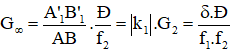 G∞ = A'₁B'₁/AB . Đ/f₂ = |k₁|.G₂ = δ.Đ/f₁.f₂